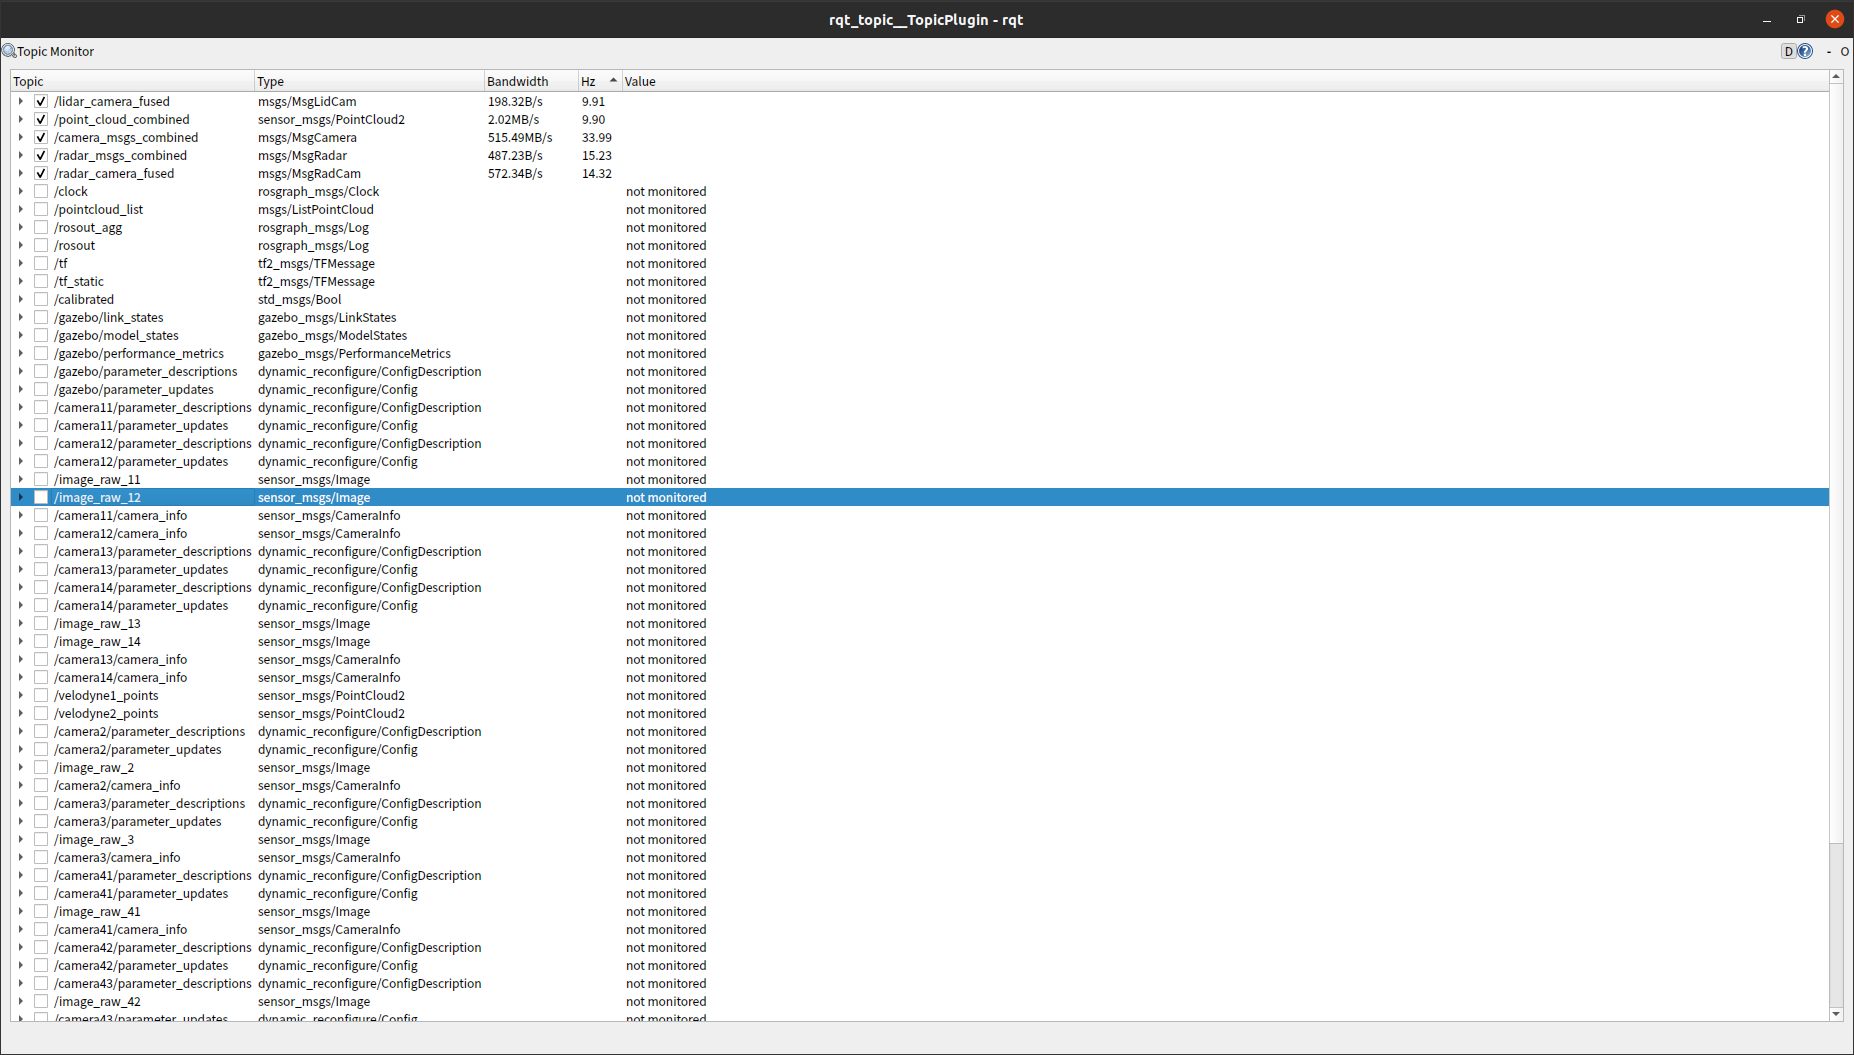 rqt_topic__TopicPlugin - rqt
Topic Monitor D ? - O
Topic Type Bandwidth Hz Value
/lidar_camera_fused msgs/MsgLidCam 198.32B/s 9.91
/point_cloud_combined sensor_msgs/PointCloud2 2.02MB/s 9.90
/camera_msgs_combined msgs/MsgCamera 515.49MB/s 33.99
/radar_msgs_combined msgs/MsgRadar 487.23B/s 15.23
/radar_camera_fused msgs/MsgRadCam 572.34B/s 14.32
/clock rosgraph_msgs/Clock not monitored
/pointcloud_list msgs/ListPointCloud not monitored
/rosout_agg rosgraph_msgs/Log not monitored
/rosout rosgraph_msgs/Log not monitored
/tf tf2_msgs/TFMessage not monitored
/tf_static tf2_msgs/TFMessage not monitored
/calibrated std_msgs/Bool not monitored
/gazebo/link_states gazebo_msgs/LinkStates not monitored
/gazebo/model_states gazebo_msgs/ModelStates not monitored
/gazebo/performance_metrics gazebo_msgs/PerformanceMetrics not monitored
/gazebo/parameter_descriptions dynamic_reconfigure/ConfigDescription not monitored
/gazebo/parameter_updates dynamic_reconfigure/Config not monitored
/camera11/parameter_descriptions dynamic_reconfigure/ConfigDescription not monitored
/camera11/parameter_updates dynamic_reconfigure/Config not monitored
/camera12/parameter_descriptions dynamic_reconfigure/ConfigDescription not monitored
/camera12/parameter_updates dynamic_reconfigure/Config not monitored
/image_raw_11 sensor_msgs/Image not monitored
/image_raw_12 sensor_msgs/Image not monitored
/camera11/camera_info sensor_msgs/CameraInfo not monitored
/camera12/camera_info sensor_msgs/CameraInfo not monitored
/camera13/parameter_descriptions dynamic_reconfigure/ConfigDescription not monitored
/camera13/parameter_updates dynamic_reconfigure/Config not monitored
/camera14/parameter_descriptions dynamic_reconfigure/ConfigDescription not monitored
/camera14/parameter_updates dynamic_reconfigure/Config not monitored
/image_raw_13 sensor_msgs/Image not monitored
/image_raw_14 sensor_msgs/Image not monitored
/camera13/camera_info sensor_msgs/CameraInfo not monitored
/camera14/camera_info sensor_msgs/CameraInfo not monitored
/velodyne1_points sensor_msgs/PointCloud2 not monitored
/velodyne2_points sensor_msgs/PointCloud2 not monitored
/camera2/parameter_descriptions dynamic_reconfigure/ConfigDescription not monitored
/camera2/parameter_updates dynamic_reconfigure/Config not monitored
/image_raw_2 sensor_msgs/Image not monitored
/camera2/camera_info sensor_msgs/CameraInfo not monitored
/camera3/parameter_descriptions dynamic_reconfigure/ConfigDescription not monitored
/camera3/parameter_updates dynamic_reconfigure/Config not monitored
/image_raw_3 sensor_msgs/Image not monitored
/camera3/camera_info sensor_msgs/CameraInfo not monitored
/camera41/parameter_descriptions dynamic_reconfigure/ConfigDescription not monitored
/camera41/parameter_updates dynamic_reconfigure/Config not monitored
/image_raw_41 sensor_msgs/Image not monitored
/camera41/camera_info sensor_msgs/CameraInfo not monitored
/camera42/parameter_descriptions dynamic_reconfigure/ConfigDescription not monitored
/camera42/parameter_updates dynamic_reconfigure/Config not monitored
/camera43/parameter_descriptions dynamic_reconfigure/ConfigDescription not monitored
/image_raw_42 sensor_msgs/Image not monitored
/camera43/parameter_updates dynamic_reconfigure/Config not monitored